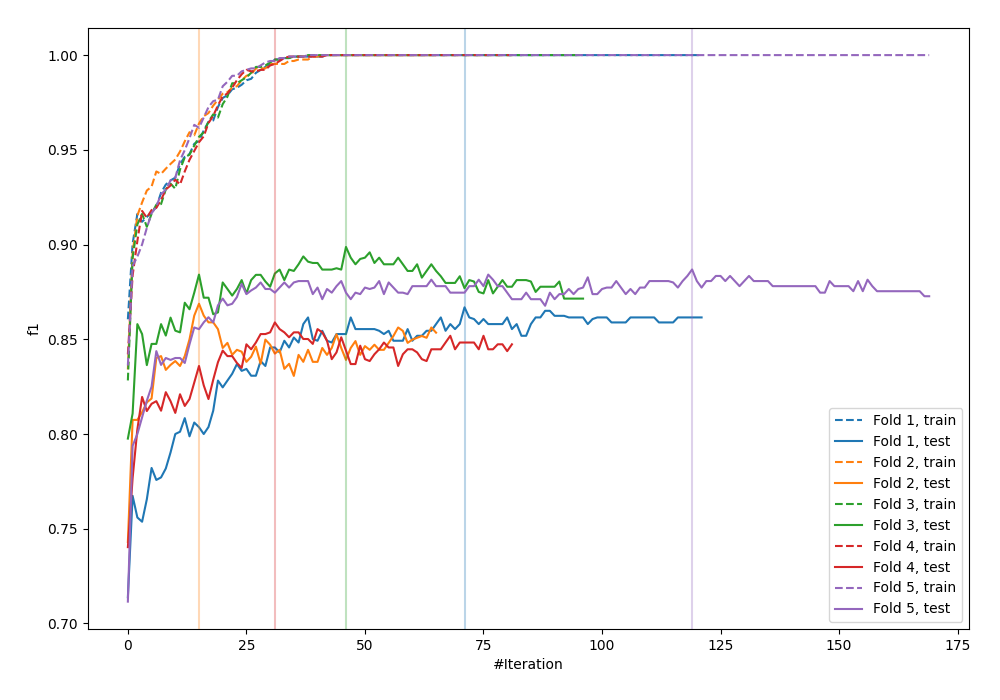 1.00
0.95
0.90
0.85
0.80
0.75
0.70
f1
0 25 50 75 100 125 150 175
#Iteration
Fold 1, train
Fold 1, test
Fold 2, train
Fold 2, test
Fold 3, train
Fold 3, test
Fold 4, train
Fold 4, test
Fold 5, train
Fold 5, test